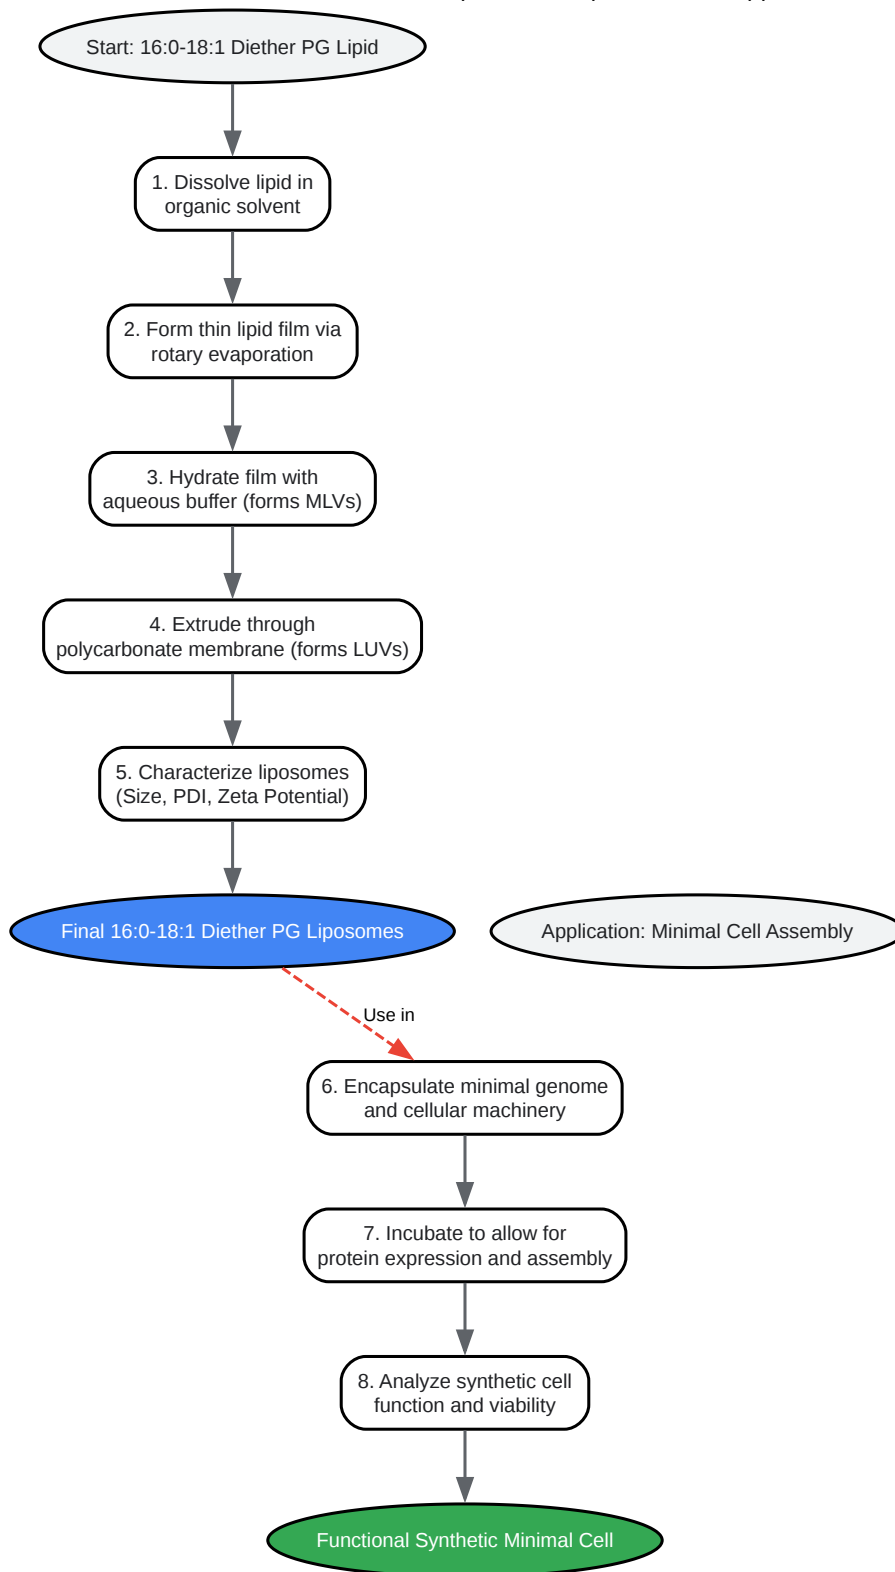 Start: 16:0-18:1 Diether PG Lipid
1. Dissolve lipid in
organic solvent
2. Form thin lipid film via
rotary evaporation
3. Hydrate film with
aqueous buffer (forms MLVs)
4. Extrude through
polycarbonate membrane (forms LUVs)
5. Characterize liposomes
(Size, PDI, Zeta Potential)
Final 16:0-18:1 Diether PG Liposomes
Application: Minimal Cell Assembly
Use in
6. Encapsulate minimal genome
and cellular machinery
7. Incubate to allow for
protein expression and assembly
8. Analyze synthetic cell
function and viability
Functional Synthetic Minimal Cell